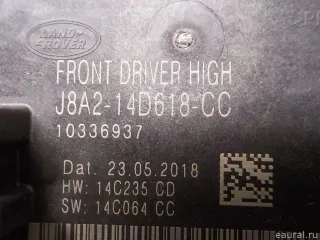 LAND-
ROVER
FRONT DRIVER HIGH
J8A2-14D618-CC
10336937
Dat. 23.05.2018
HW: 14C235 CD
SW: 14C064 CC
eaural.ru